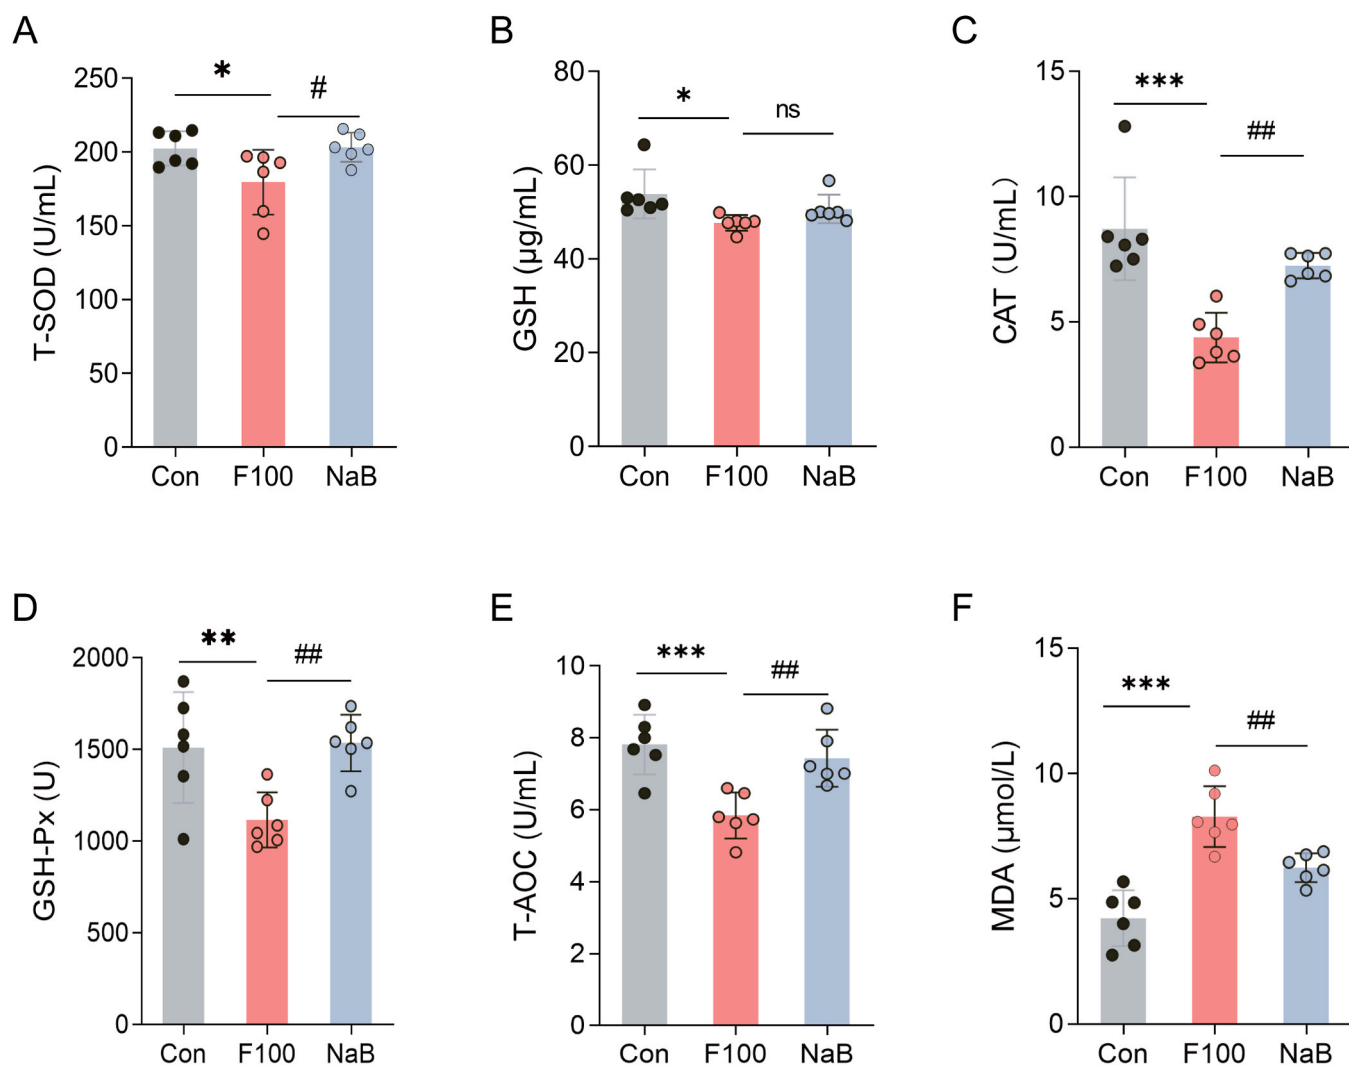 A
T-SOD (U/mL)
250
200
150
100
50
0
*
#
Con F100 NaB
B
GSH (µg/mL)
80
60
40
20
0
*
ns
Con F100 NaB
C
CAT（U/mL）
15
10
5
0
***
##
Con F100 NaB
D
GSH-Px (U)
2000
1500
1000
500
0
**
##
Con F100 NaB
E
T-AOC (U/mL)
10
8
6
4
2
0
***
##
Con F100 NaB
F
MDA (µmol/L)
15
10
5
0
***
##
Con F100 NaB